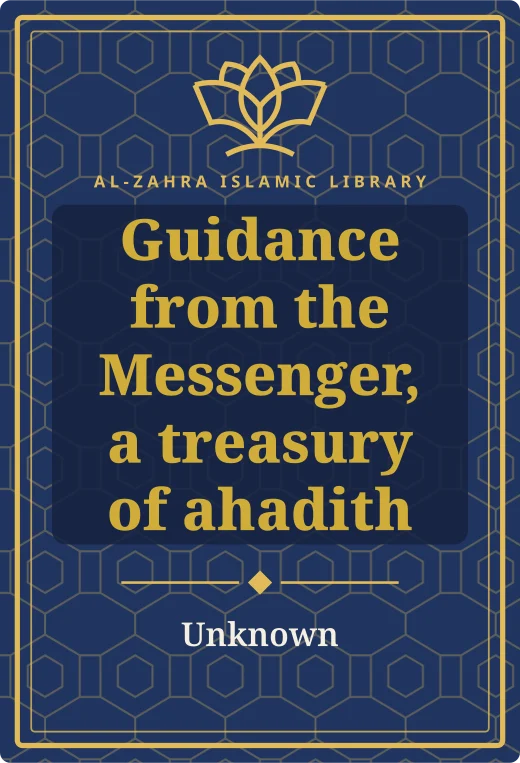 AL-ZAHRA ISLAMIC LIBRARY
Guidance
from the
Messenger,
a treasury
of ahadith
Unknown